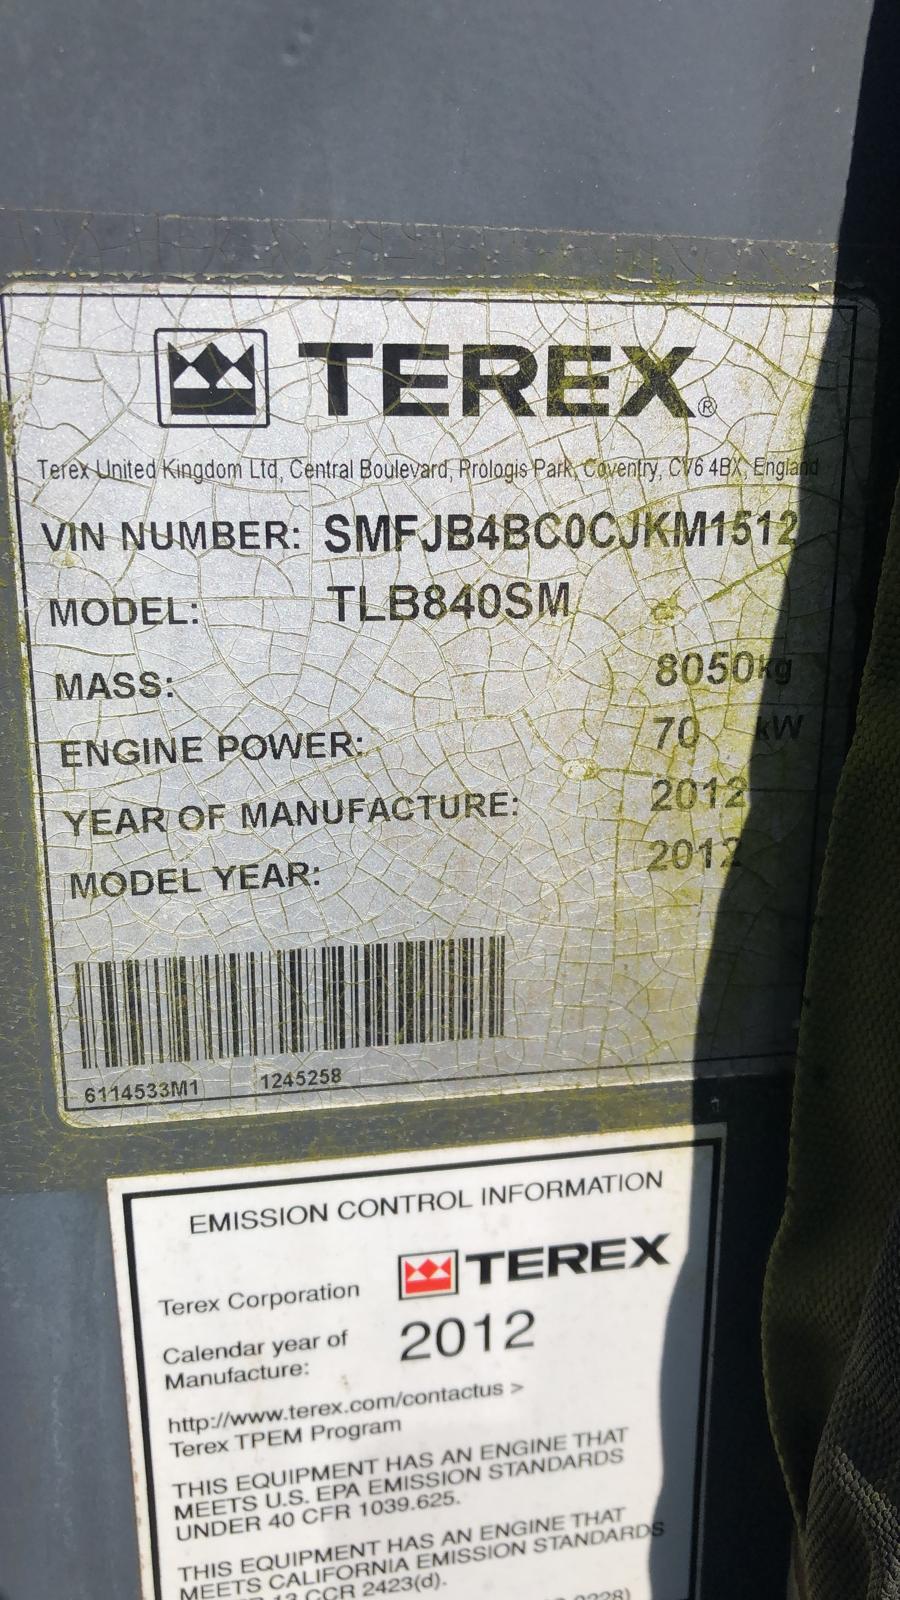 TEREX®
Terex United Kingdom Ltd, Central Boulevard, Prologis Park, Coventry, CV6 4BX, England
VIN NUMBER: SMFJB4BC0CJKM1512
MODEL: TLB840SM
MASS: 8050kg
ENGINE POWER: 70 kW
YEAR OF MANUFACTURE: 2012
MODEL YEAR: 2012
6114533M1 1245258
EMISSION CONTROL INFORMATION
TEREX
Terex Corporation
Calendar year of
Manufacture: 2012
http://www.terex.com/contactus >
Terex TPEM Program
THIS EQUIPMENT HAS AN ENGINE THAT
MEETS U.S. EPA EMISSION STANDARDS
UNDER 40 CFR 1039.625.
THIS EQUIPMENT HAS AN ENGINE THAT
MEETS CALIFORNIA EMISSION STANDARDS
13 CCR 2423(d).